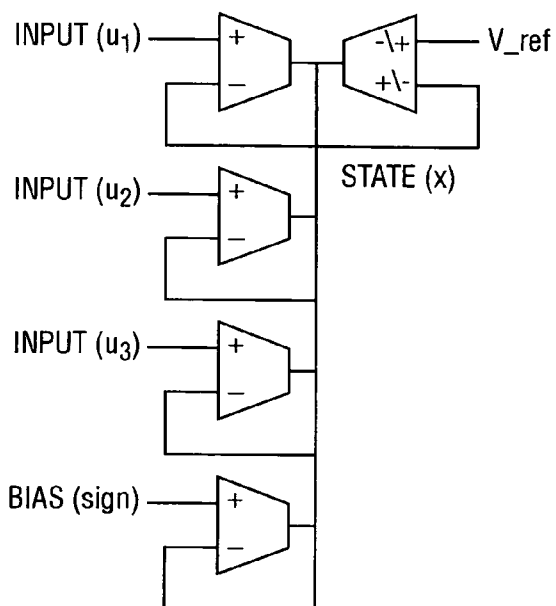 INPUT (u₁)
+
−
-\+
+\-
V_ref
STATE (x)
INPUT (u₂)
+
−
INPUT (u₃)
+
−
BIAS (sign)
+
−